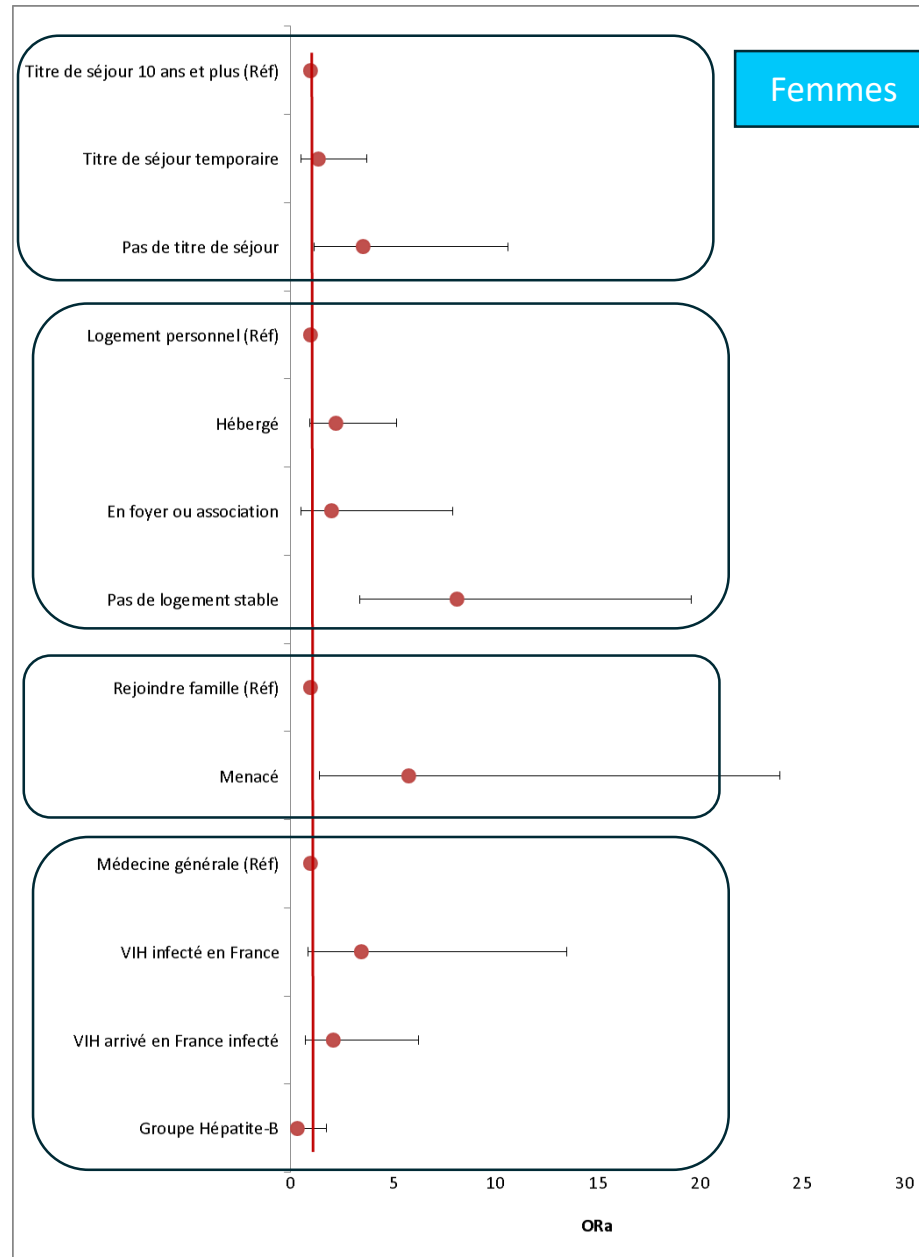 Femmes
Titre de séjour 10 ans et plus (Réf)
Titre de séjour temporaire
Pas de titre de séjour
Logement personnel (Réf)
Hébergé
En foyer ou association
Pas de logement stable
Rejoindre famille (Réf)
Menacé
Médecine générale (Réf)
VIH infecté en France
VIH arrivé en France infecté
Groupe Hépatite-B
0 5 10 15 20 25 30
ORa